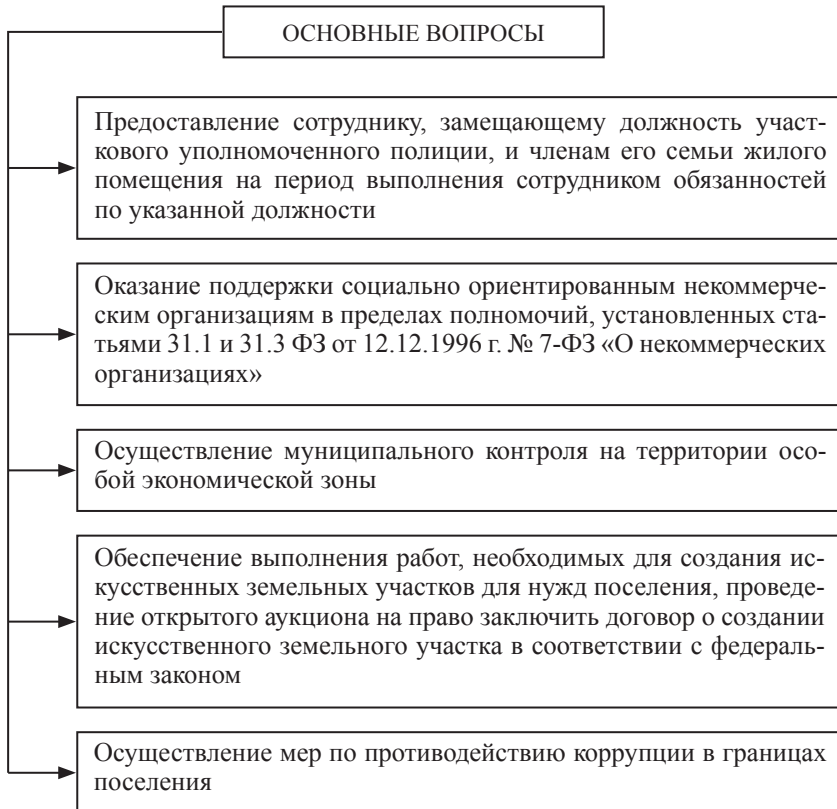 ОСНОВНЫЕ ВОПРОСЫ
Предоставление сотруднику, замещающему должность участ-
кового уполномоченного полиции, и членам его семьи жилого
помещения на период выполнения сотрудником обязанностей
по указанной должности
Оказание поддержки социально ориентированным некоммерче-
ским организациям в пределах полномочий, установленных ста-
тьями 31.1 и 31.3 ФЗ от 12.12.1996 г. № 7-ФЗ «О некоммерческих
организациях»
Осуществление муниципального контроля на территории осо-
бой экономической зоны
Обеспечение выполнения работ, необходимых для создания ис-
кусственных земельных участков для нужд поселения, проведе-
ние открытого аукциона на право заключить договор о создании
искусственного земельного участка в соответствии с федераль-
ным законом
Осуществление мер по противодействию коррупции в границах
поселения